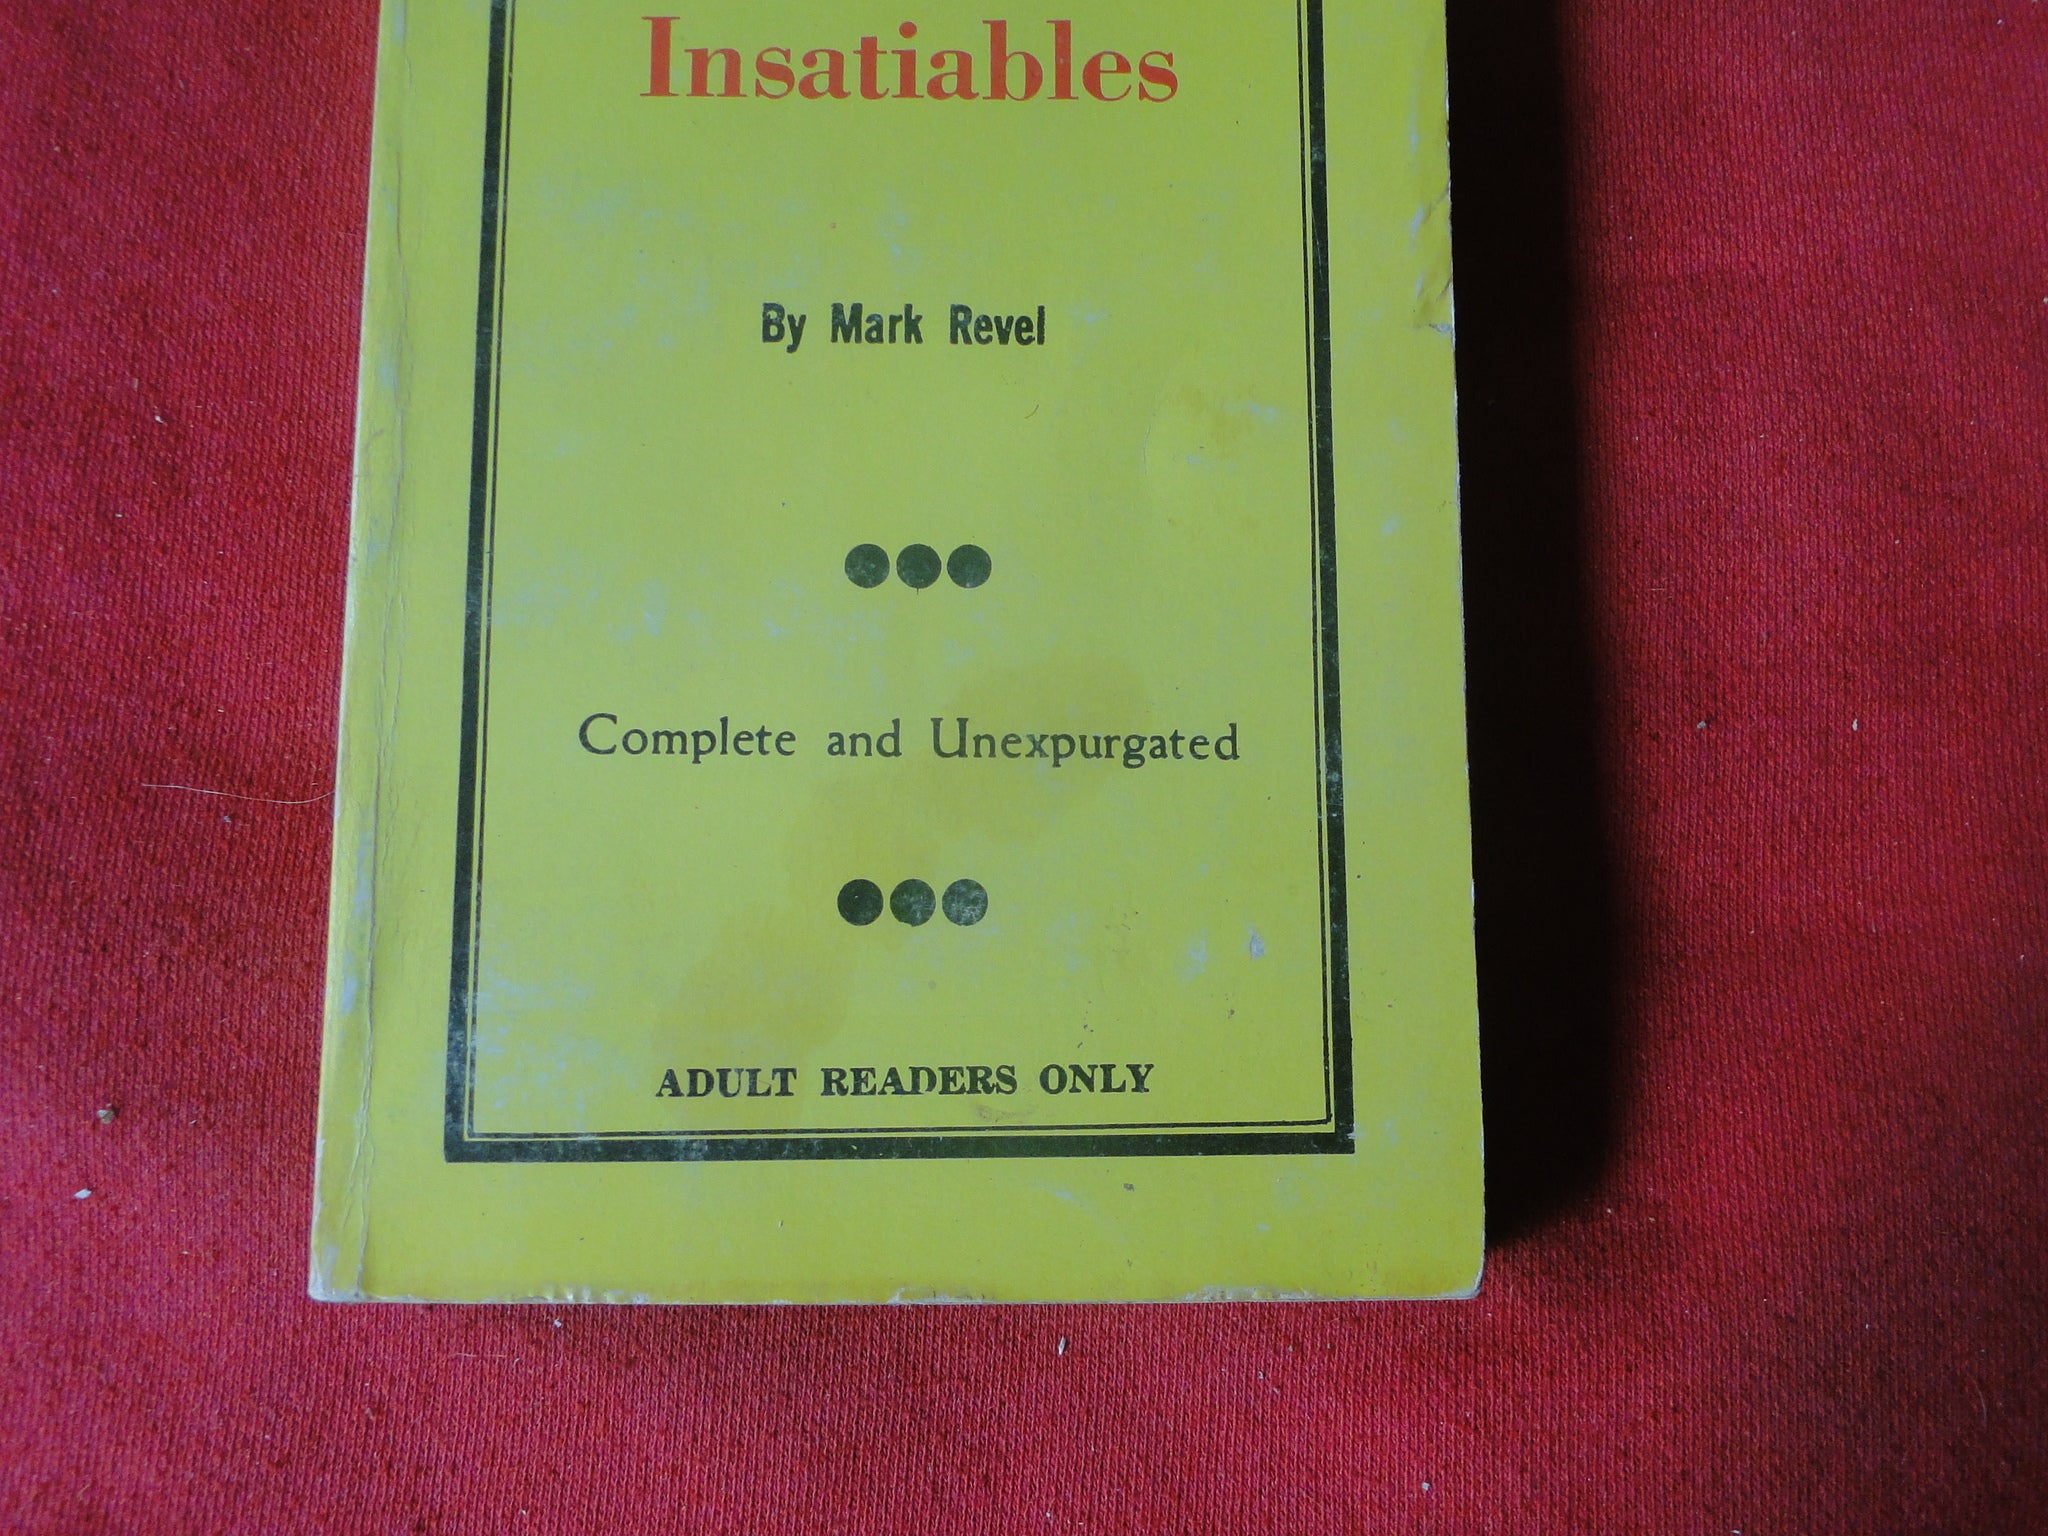 Insatiables
By Mark Revel
Complete and Unexpurgated
ADULT READERS ONLY